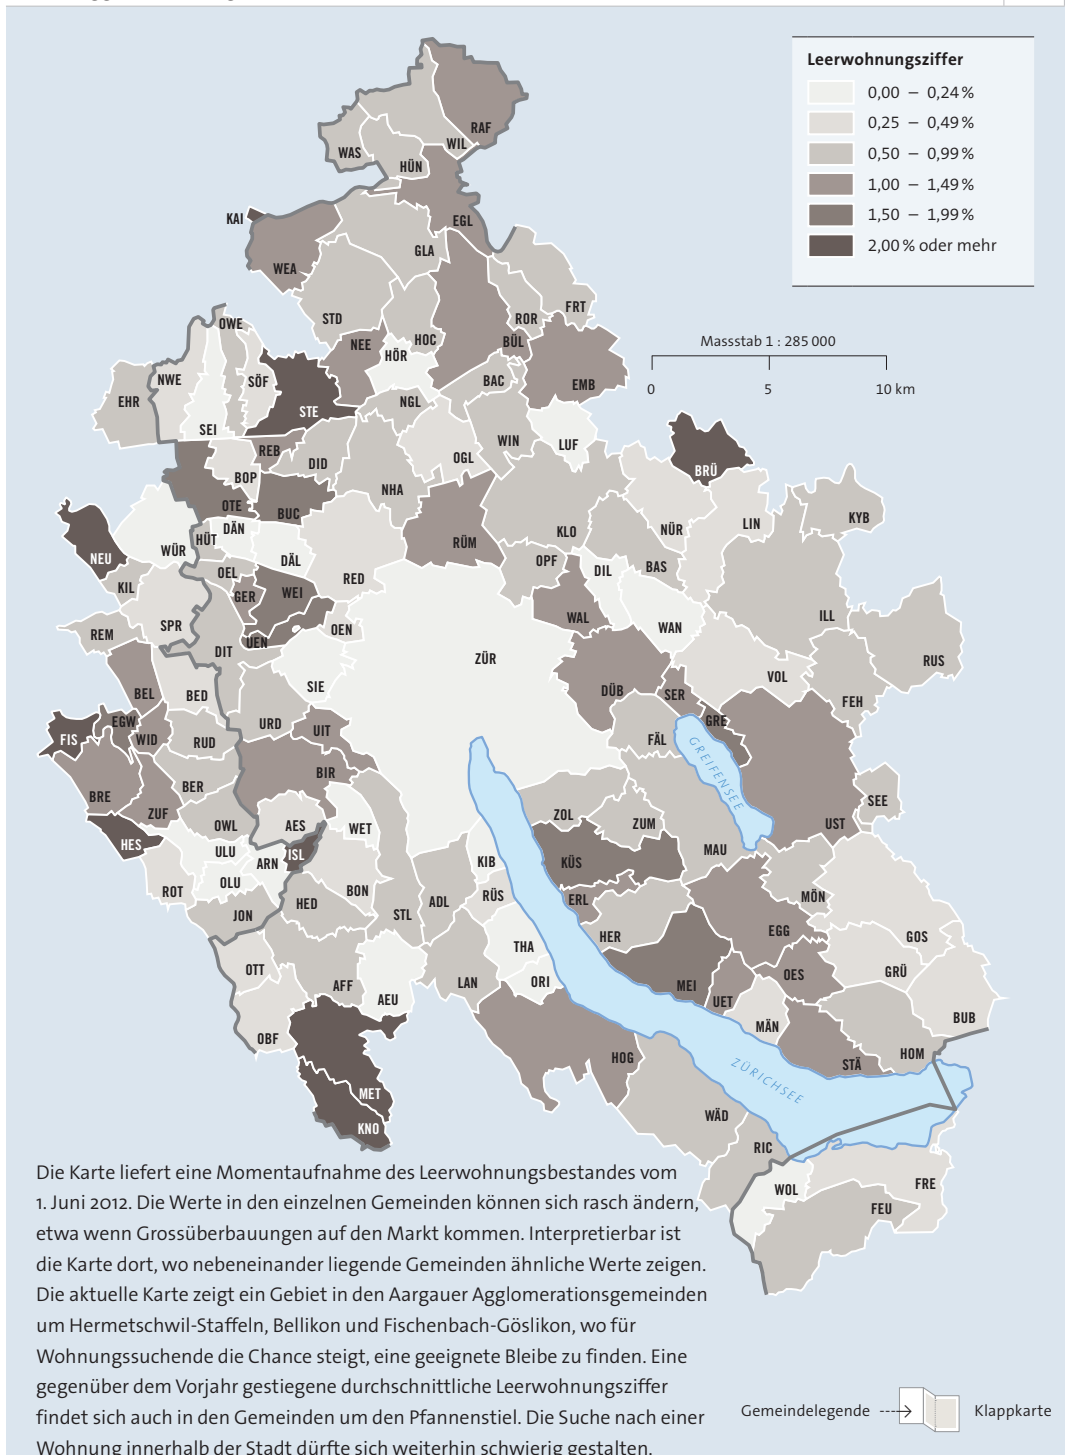 Leerwohnungsziffer
0,00 – 0,24 %
0,25 – 0,49 %
0,50 – 0,99 %
1,00 – 1,49 %
1,50 – 1,99 %
2,00 % oder mehr
Massstab 1 : 285 000
0 5 10 km
RAF
WIL
WAS
HÜN
KAI
EGL
GLA
WEA
FRT
STD
ROR
OWE
NEE
HOC
BÜL
HÖR
NWE
SÖF
BAC
EMB
EHR
NGL
STE
SEI
WIN
LUF
REB
OGL
DID
BRÜ
BOP
NHA
OTE
BUC
KYB
LIN
NÜR
DÄN
KLO
HÜT
RÜM
WÜR
NEU
DÄL
OPF
BAS
DIL
OEL
RED
KIL
GER
WEI
ILL
WAL
SPR
OEN
WAN
REM
UEN
DIT
ZÜR
RUS
VOL
SIE
BEL
BED
DÜB
SER
FEH
EGW
URD
GRE
UIT
FIS
WID
RUD
FÄL
GREIFENSEE
BIR
BER
BRE
SEE
ZUF
ZOL
OWL
AES
WET
ZUM
UST
HES
ULU
ISL
MAU
ARN
KIB
KÜS
OLU
ROT
BON
RÜS
MÖN
ERL
HED
ADL
JON
STL
EGG
HER
GOS
THA
OTT
GRÜ
OES
AFF
LAN
ORI
MEI
AEU
UET
BUB
MÄN
OBF
HOM
HOG
STÄ
ZÜRICHSEE
MET
WÄD
KNO
RIC
WOL
FRE
FEU
Die Karte liefert eine Momentaufnahme des Leerwohnungsbestandes vom
1. Juni 2012. Die Werte in den einzelnen Gemeinden können sich rasch ändern,
etwa wenn Grossüberbauungen auf den Markt kommen. Interpretierbar ist
die Karte dort, wo nebeneinander liegende Gemeinden ähnliche Werte zeigen.
Die aktuelle Karte zeigt ein Gebiet in den Aargauer Agglomerationsgemeinden
um Hermetschwil-Staffeln, Bellikon und Fischenbach-Göslikon, wo für
Wohnungssuchende die Chance steigt, eine geeignete Bleibe zu finden. Eine
gegenüber dem Vorjahr gestiegene durchschnittliche Leerwohnungsziffer
findet sich auch in den Gemeinden um den Pfannenstiel. Die Suche nach einer
Wohnung innerhalb der Stadt dürfte sich weiterhin schwierig gestalten.
Gemeindelegende
Klappkarte